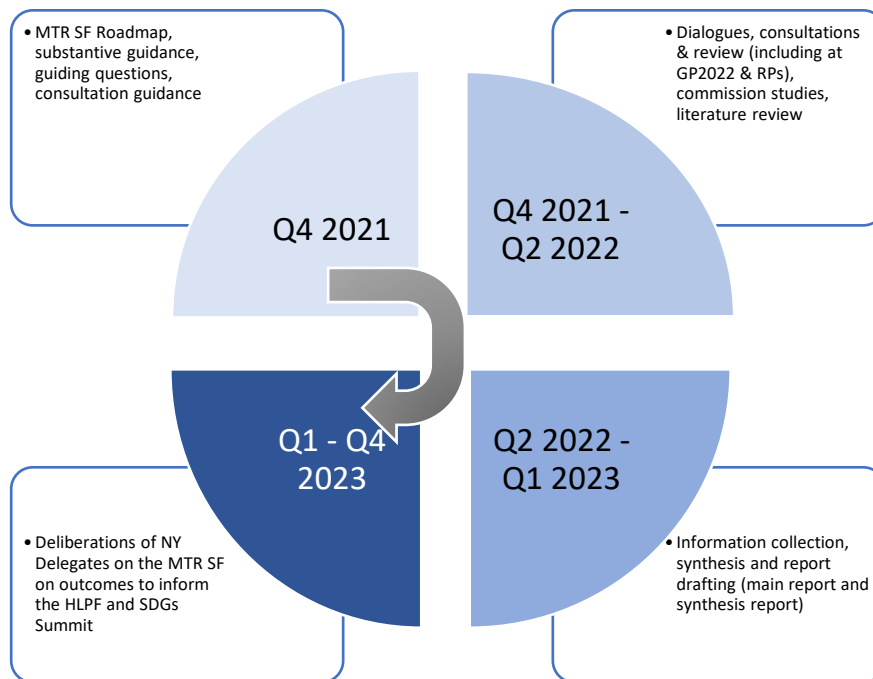 • MTR SF Roadmap,
substantive guidance,
guiding questions,
consultation guidance
• Dialogues, consultations
& review (including at
GP2022 & RPs),
commission studies,
literature review
Q4 2021
Q4 2021 -
Q2 2022
Q1 - Q4
2023
Q2 2022 -
Q1 2023
• Deliberations of NY
Delegates on the MTR SF
on outcomes to inform
the HLPF and SDGs
Summit
• Information collection,
synthesis and report
drafting (main report and
synthesis report)